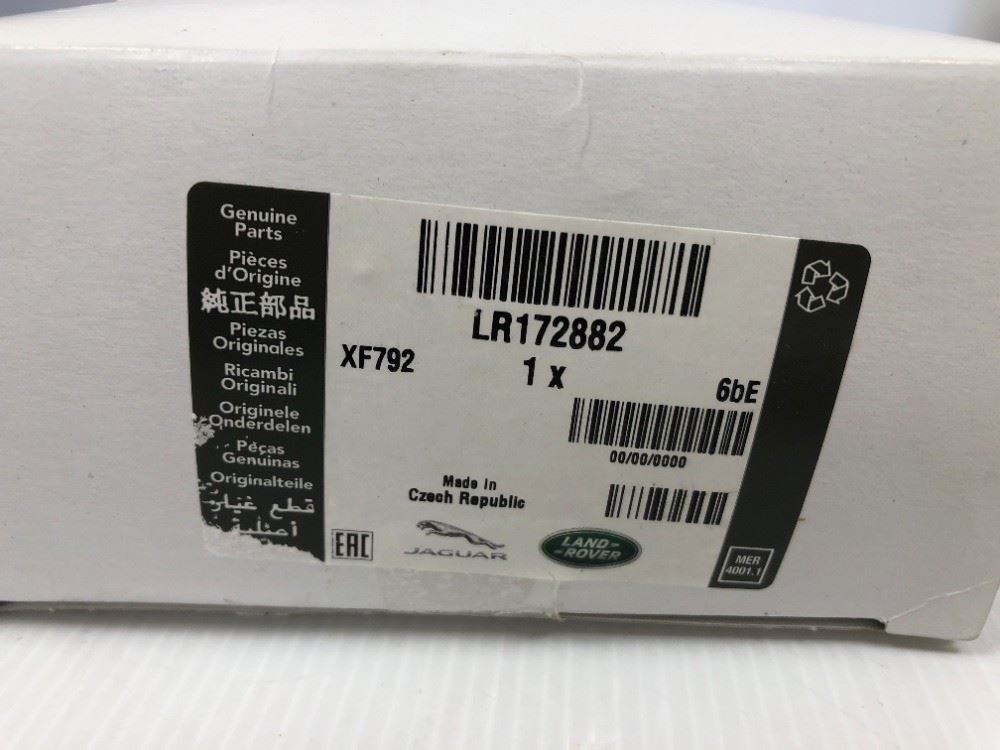 Genuine
Parts
Pièces
d'Origine
純正部品
Piezas
Originales
Ricambi
Originali
Originele
Onderdelen
Peças
Genuinas
Originalteile
قطع غيار
أصلية
LR172882
XF792
1 x
6bE
00/00/0000
Made In
Czech Republic
EAC
JAGUAR
LAND-
-ROVER
MER
4001.1